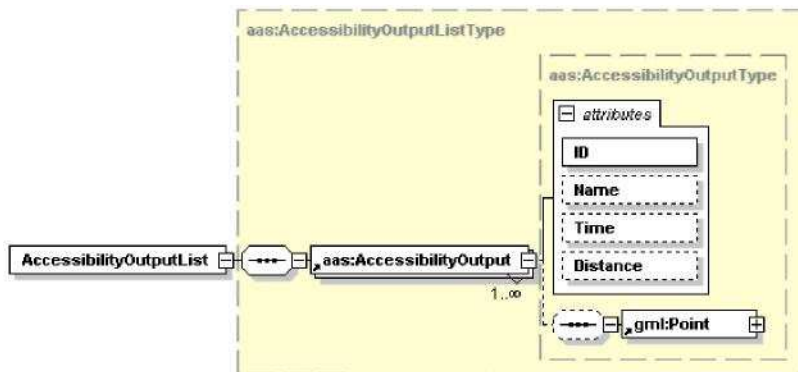 aas:AccessibilityOutputListType
aas:AccessibilityOutputType
attributes
ID
Name
Time
Distance
AccessibilityOutputList
aas:AccessibilityOutput
1..∞
gml:Point